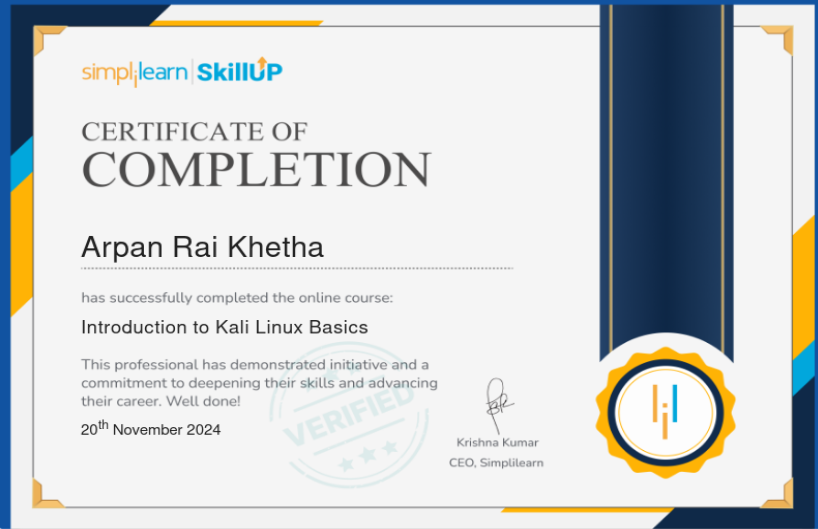 simplilearn | SkillUP
CERTIFICATE OF
COMPLETION
Arpan Rai Khetha
has successfully completed the online course:
Introduction to Kali Linux Basics
This professional has demonstrated initiative and a
commitment to deepening their skills and advancing
their career. Well done!
20th November 2024
VERIFIED
Krishna Kumar
CEO, Simplilearn